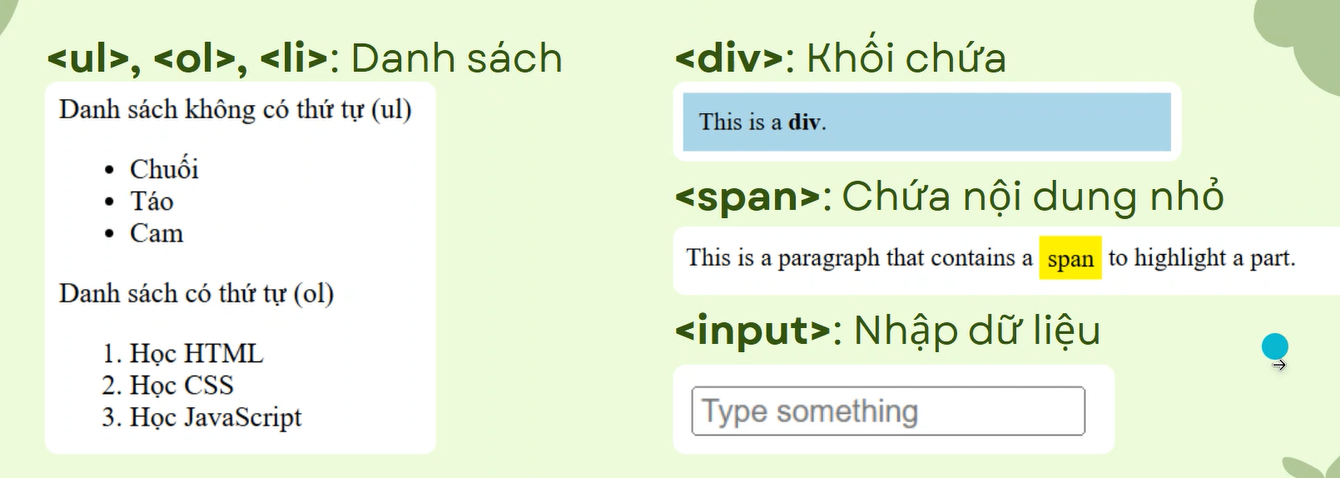 <ul>, <ol>, <li>: Danh sách
Danh sách không có thứ tự (ul)
• Chuối
• Táo
• Cam
Danh sách có thứ tự (ol)
1. Học HTML
2. Học CSS
3. Học JavaScript
<div>: Khối chứa
This is a div.
<span>: Chứa nội dung nhỏ
This is a paragraph that contains a span to highlight a part.
<input>: Nhập dữ liệu
Type something